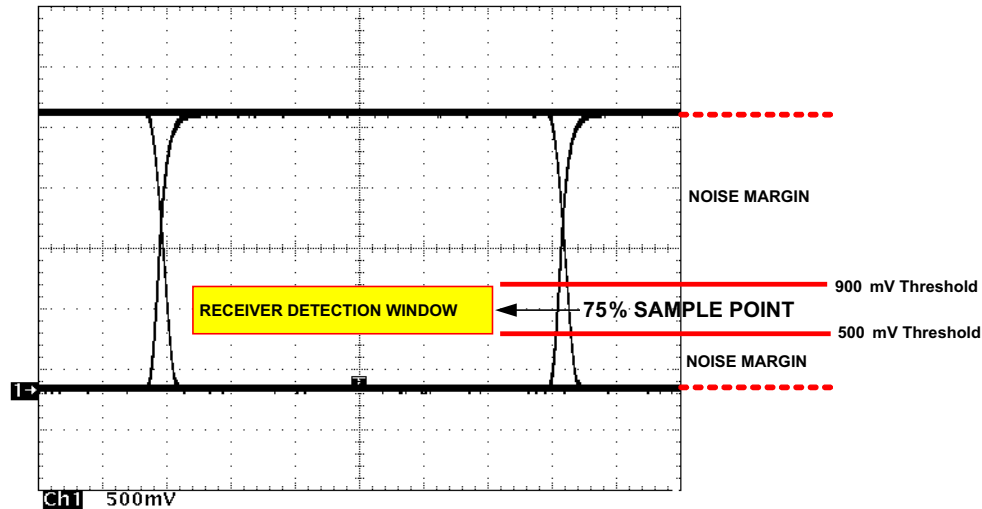 NOISE MARGIN
900 mV Threshold
RECEIVER DETECTION WINDOW
75% SAMPLE POINT
500 mV Threshold
NOISE MARGIN
1→
Ch1 500mV